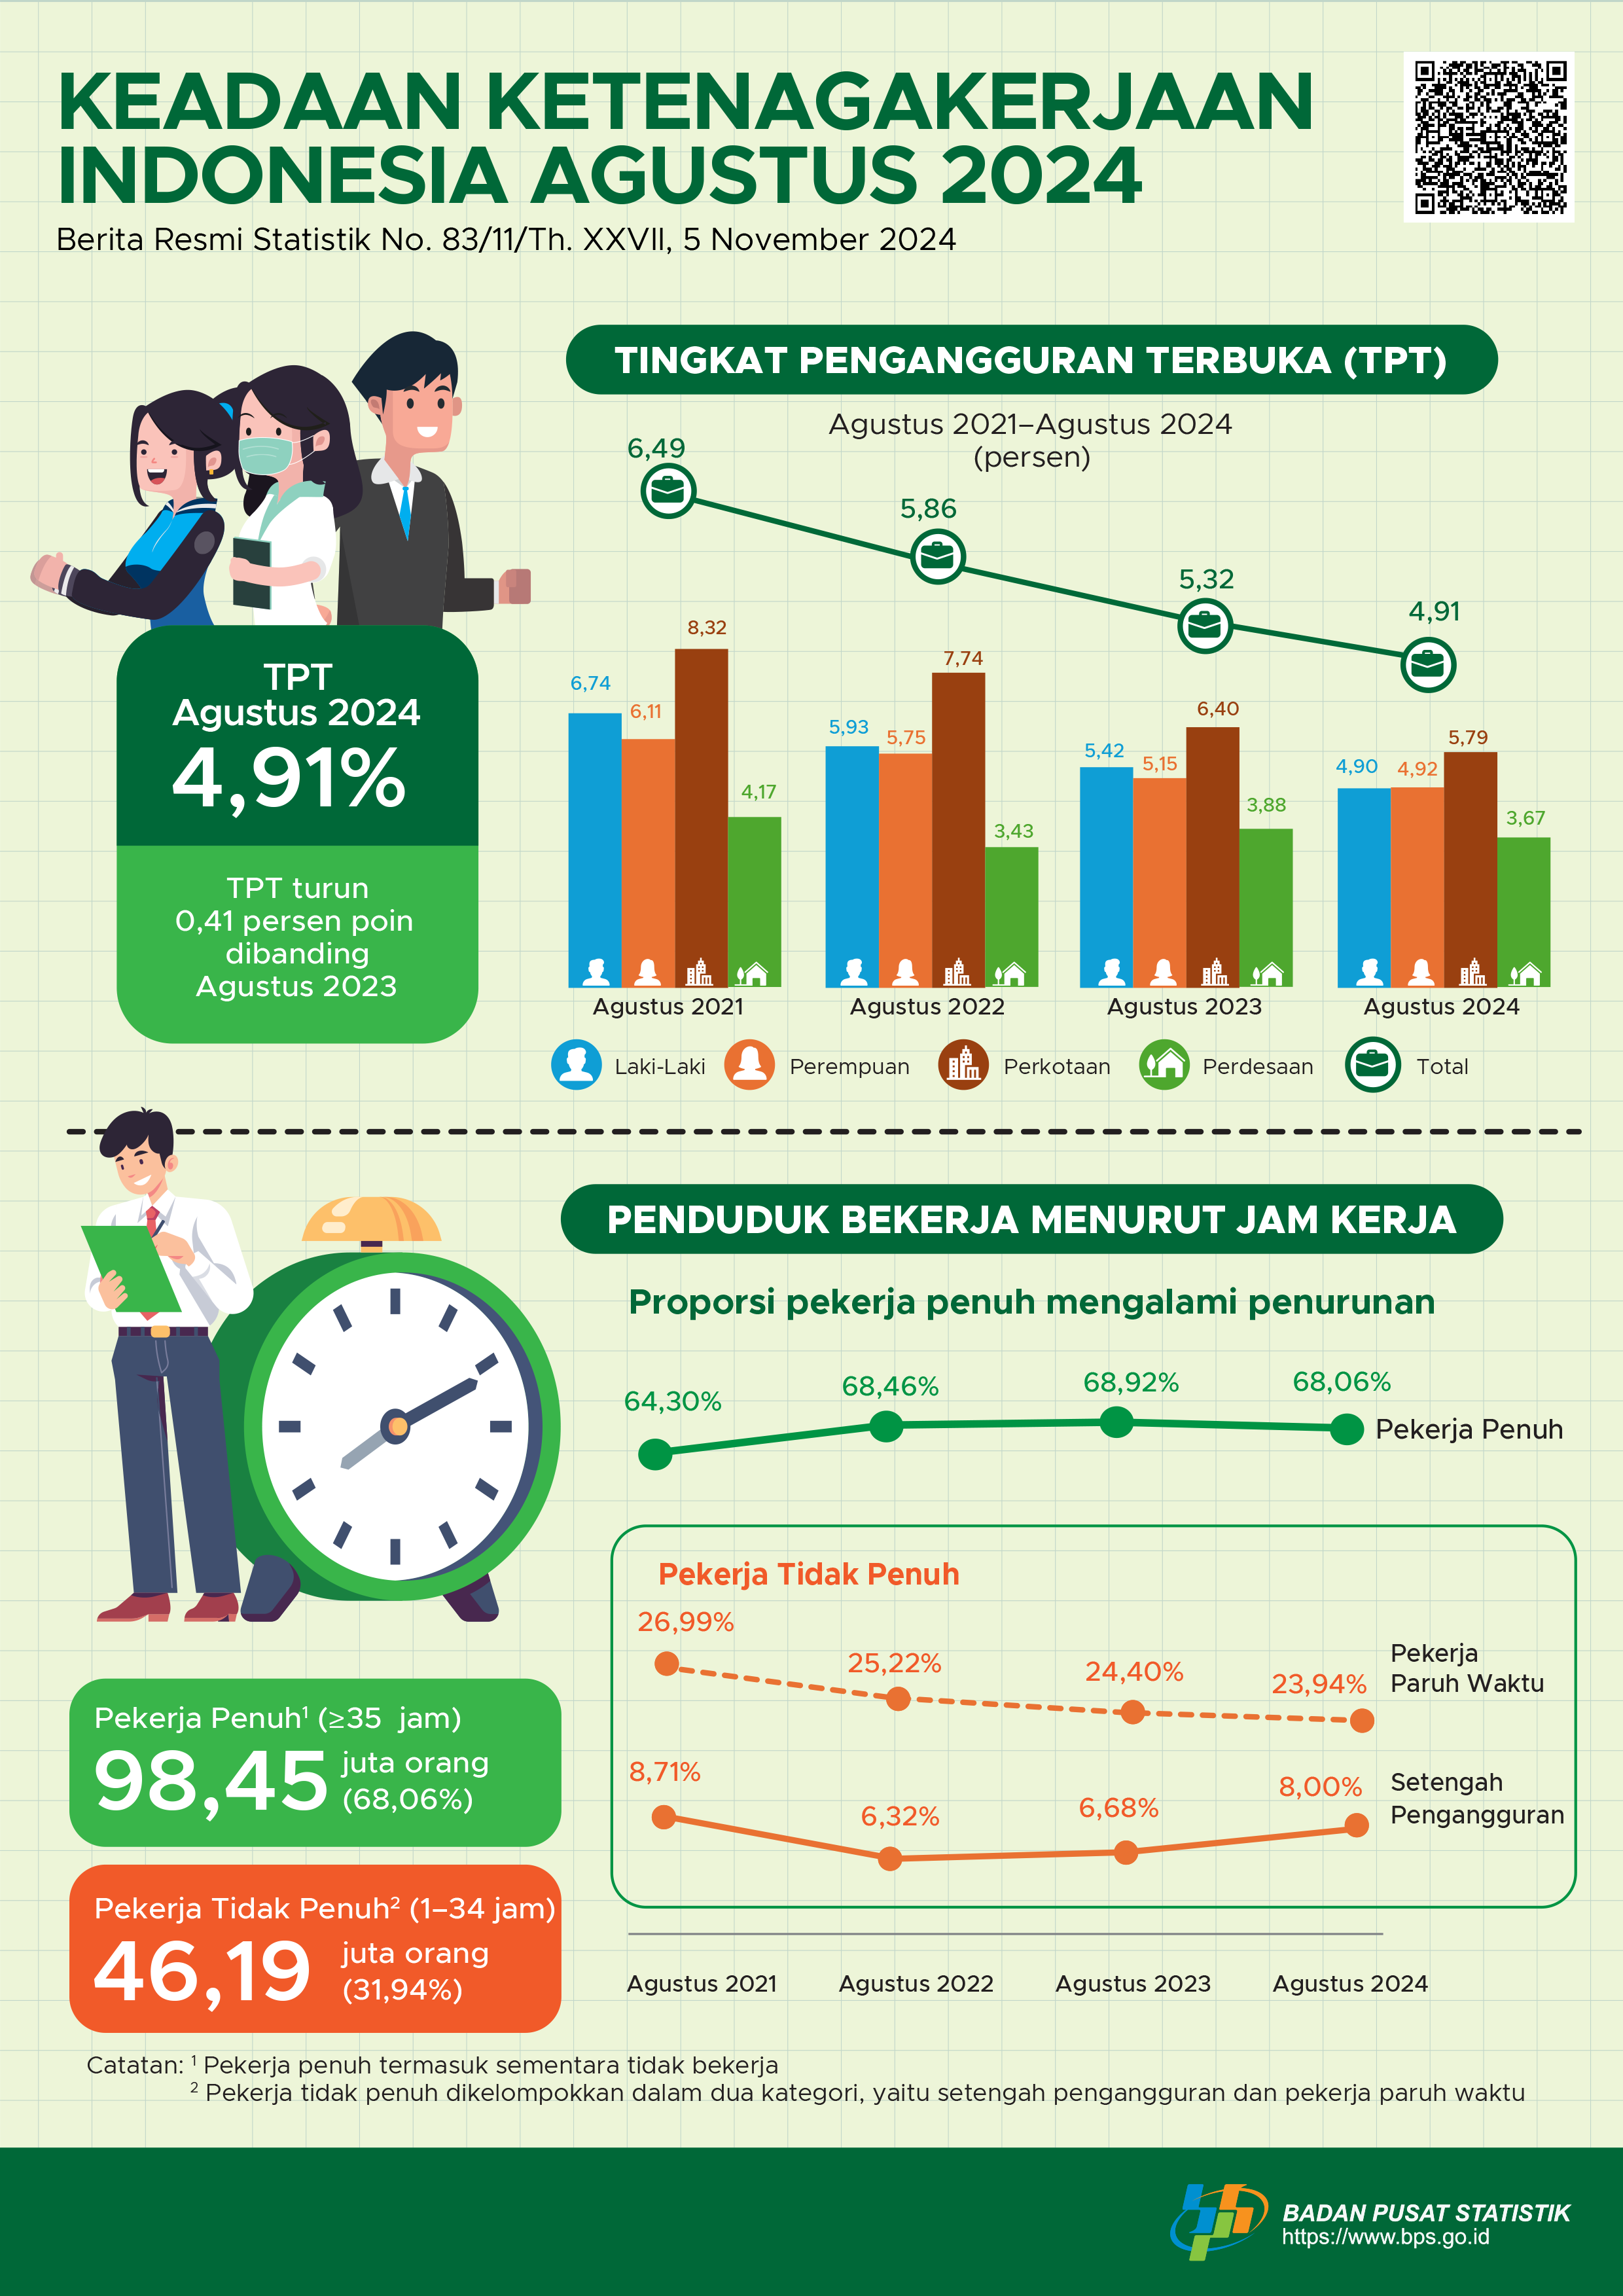 KEADAAN KETENAGAKERJAAN
INDONESIA AGUSTUS 2024
Berita Resmi Statistik No. 83/11/Th. XXVII, 5 November 2024
TINGKAT PENGANGGURAN TERBUKA (TPT)
Agustus 2021–Agustus 2024
(persen)
6,49
5,86
5,32
4,91
TPT
Agustus 2024
4,91%
TPT turun
0,41 persen poin
dibanding
Agustus 2023
6,74
6,11
8,32
4,17
5,93
5,75
7,74
3,43
5,42
5,15
6,40
3,88
4,90
4,92
5,79
3,67
Agustus 2021
Agustus 2022
Agustus 2023
Agustus 2024
Laki-Laki
Perempuan
Perkotaan
Perdesaan
Total
PENDUDUK BEKERJA MENURUT JAM KERJA
Proporsi pekerja penuh mengalami penurunan
64,30%
68,46%
68,92%
68,06%
Pekerja Penuh
Pekerja Tidak Penuh
26,99%
25,22%
24,40%
23,94%
Pekerja
Paruh Waktu
8,71%
6,32%
6,68%
8,00%
Setengah
Pengangguran
Agustus 2021
Agustus 2022
Agustus 2023
Agustus 2024
Pekerja Penuh¹ (≥35 jam)
98,45 juta orang
(68,06%)
Pekerja Tidak Penuh² (1–34 jam)
46,19 juta orang
(31,94%)
Catatan: ¹ Pekerja penuh termasuk sementara tidak bekerja
² Pekerja tidak penuh dikelompokkan dalam dua kategori, yaitu setengah pengangguran dan pekerja paruh waktu
BADAN PUSAT STATISTIK
https://www.bps.go.id